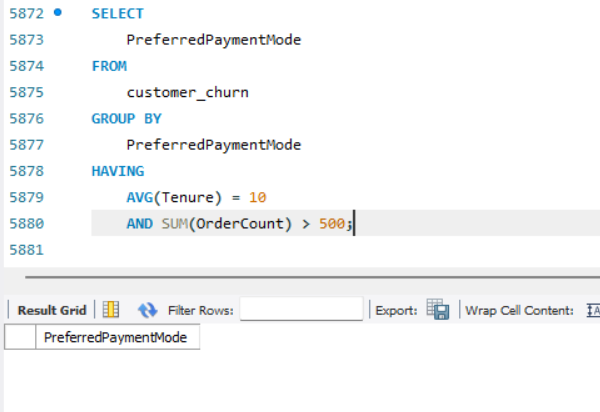 5872 SELECT
5873 PreferredPaymentMode
5874 FROM
5875 customer_churn
5876 GROUP BY
5877 PreferredPaymentMode
5878 HAVING
5879 AVG(Tenure) = 10
5880 AND SUM(OrderCount) > 500;
5881
Result Grid Filter Rows: Export: Wrap Cell Content: IA
PreferredPaymentMode